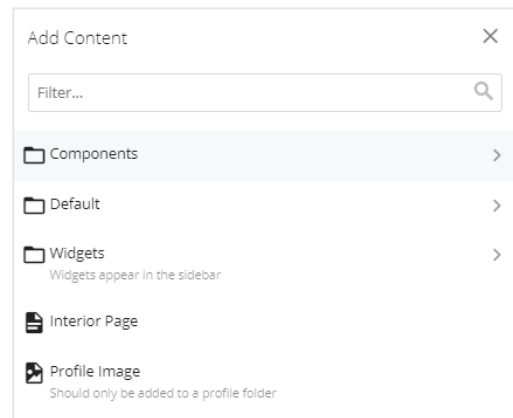 Add Content
Filter...
Components
Default
Widgets
Widgets appear in the sidebar
Interior Page
Profile Image
Should only be added to a profile folder